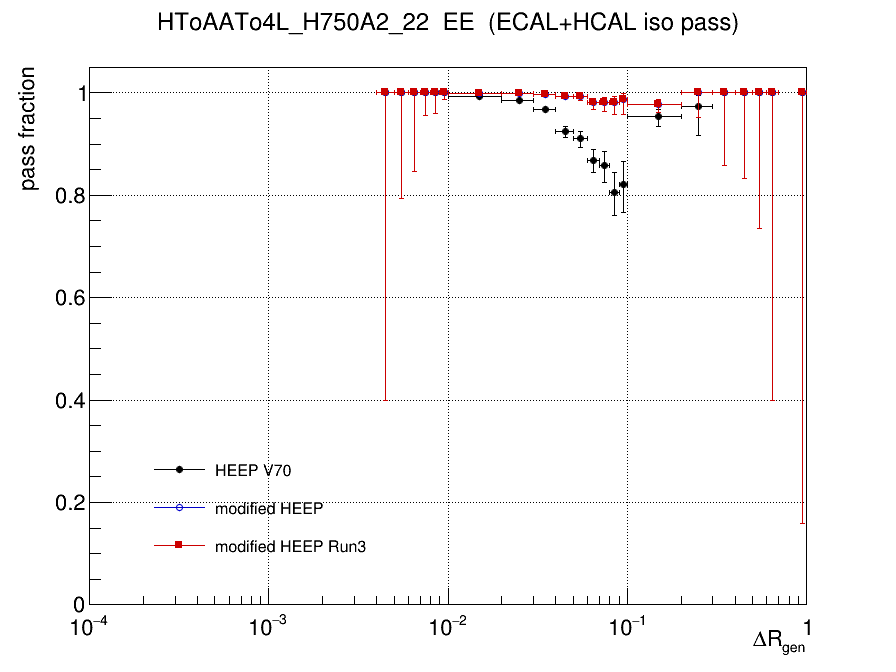 HToAATo4L_H750A2_22 EE (ECAL+HCAL iso pass)
pass fraction
1
0.8
0.6
0.4
0.2
0
HEEP V70
modified HEEP
modified HEEP Run3
10⁻⁴ 10⁻³ 10⁻² 10⁻¹ 1
ΔR_gen